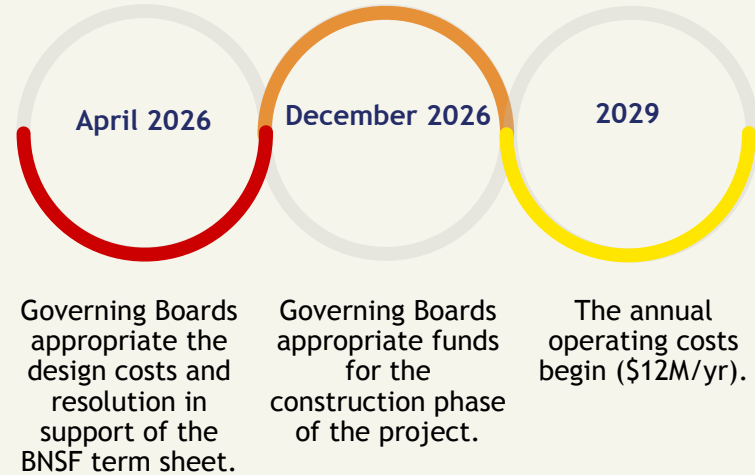 April 2026
Governing Boards
appropriate the
design costs and
resolution in
support of the
BNSF term sheet.
December 2026
Governing Boards
appropriate funds
for the
construction phase
of the project.
2029
The annual
operating costs
begin ($12M/yr).